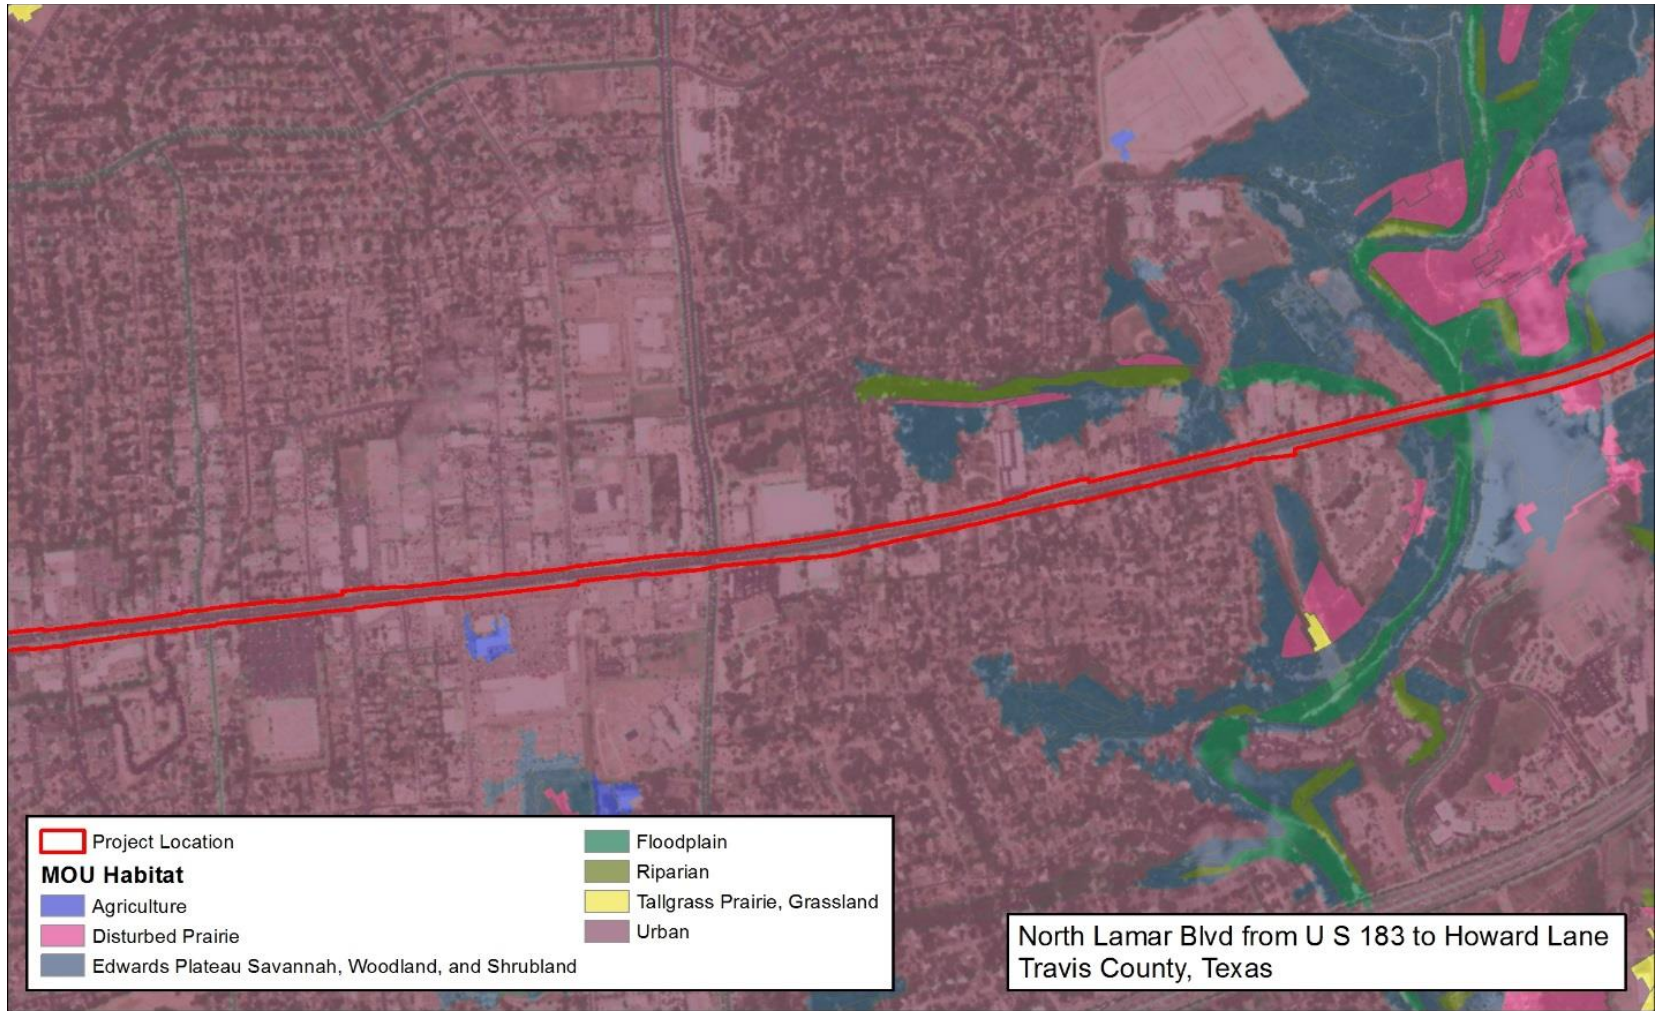 Project Location
MOU Habitat
Agriculture
Disturbed Prairie
Edwards Plateau Savannah, Woodland, and Shrubland
Floodplain
Riparian
Tallgrass Prairie, Grassland
Urban
North Lamar Blvd from U S 183 to Howard Lane
Travis County, Texas